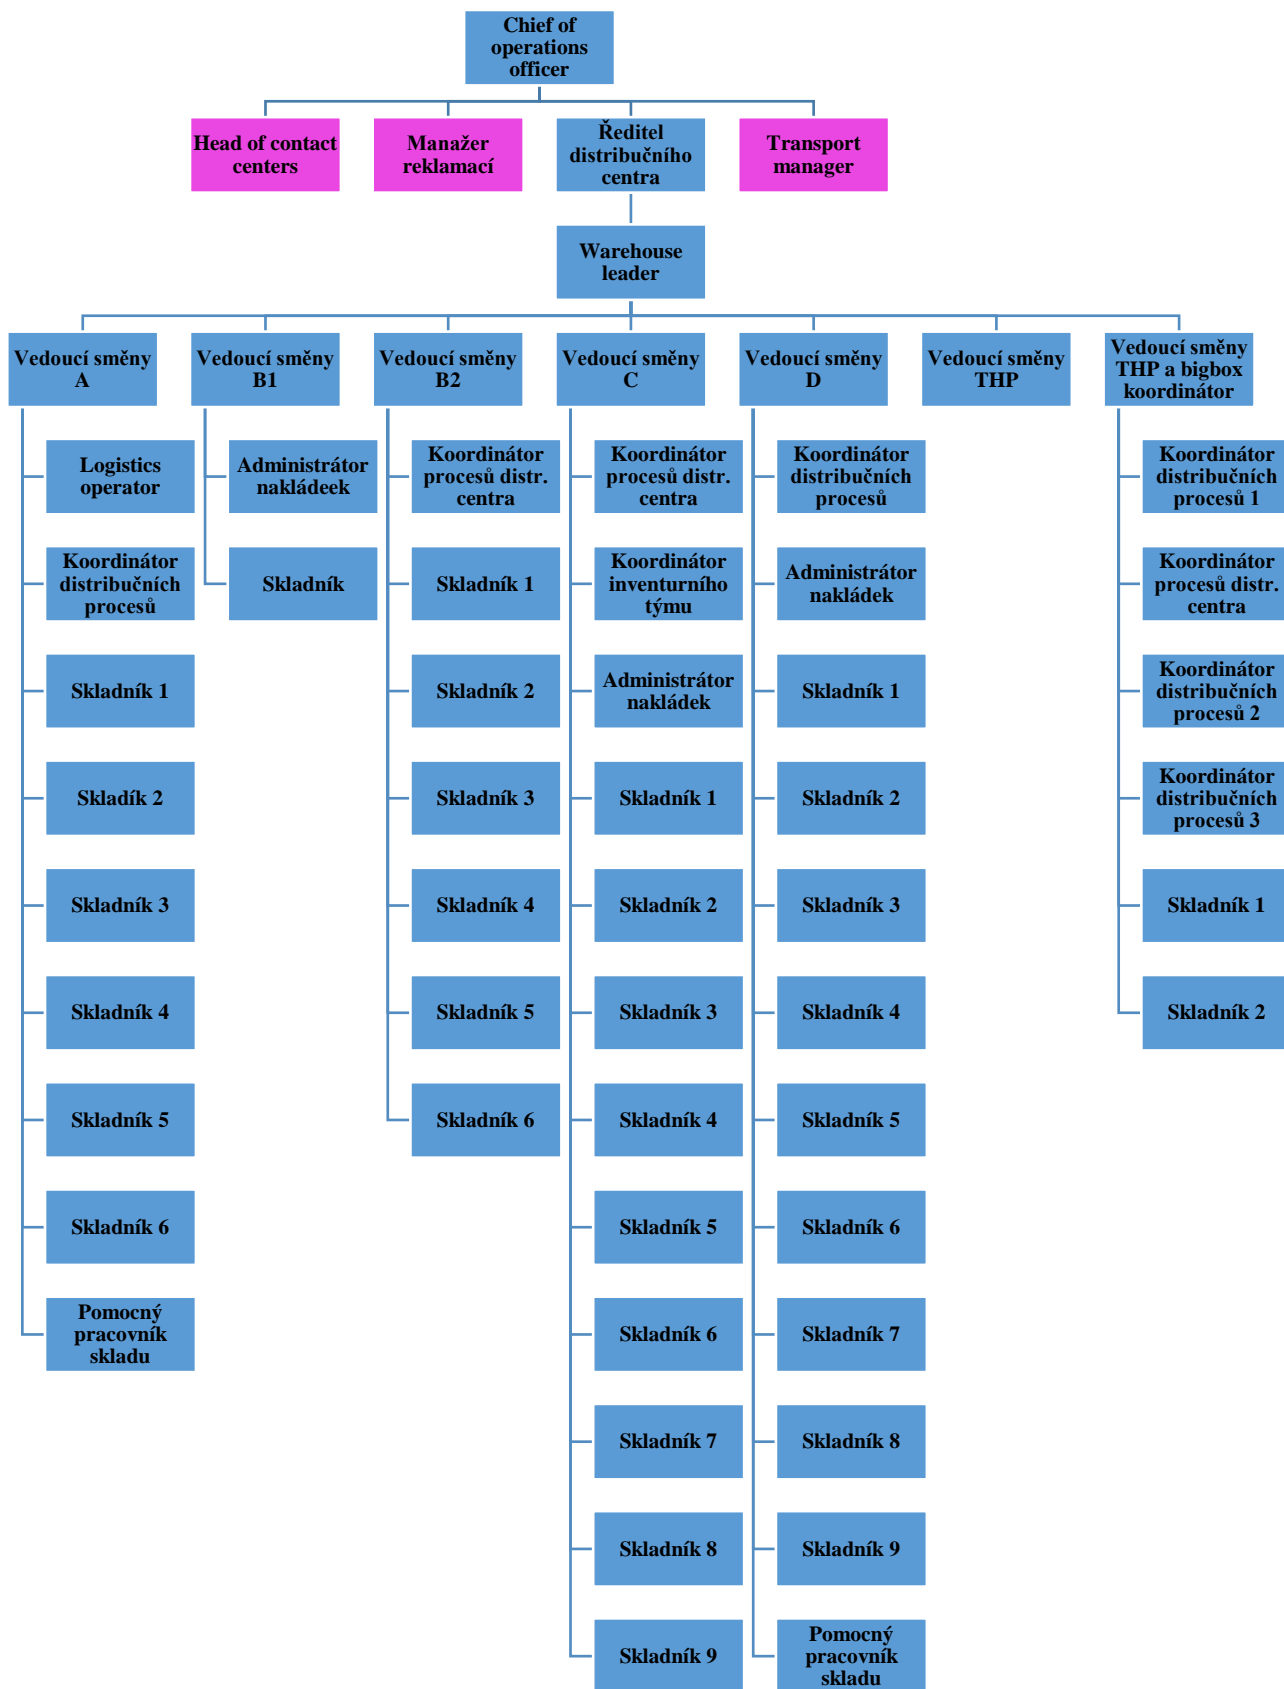 Chief of
operations
officer
Head of contact
centers
Manažer
reklamací
Ředitel
distribučního
centra
Transport
manager
Warehouse
leader
Vedoucí směny
A
Vedoucí směny
B1
Vedoucí směny
B2
Vedoucí směny
C
Vedoucí směny
D
Vedoucí směny
THP
Vedoucí směny
THP a bigbox
koordinátor
Logistics
operator
Koordinátor
distribučních
procesů
Skladník 1
Skladík 2
Skladník 3
Skladník 4
Skladník 5
Skladník 6
Pomocný
pracovník
skladu
Administrátor
nakládeek
Skladník
Koordinátor
procesů distr.
centra
Skladník 1
Skladník 2
Skladník 3
Skladník 4
Skladník 5
Skladník 6
Koordinátor
procesů distr.
centra
Koordinátor
inventurního
týmu
Administrátor
nakládek
Skladník 1
Skladník 2
Skladník 3
Skladník 4
Skladník 5
Skladník 6
Skladník 7
Skladník 8
Skladník 9
Koordinátor
distribučních
procesů
Administrátor
nakládek
Skladník 1
Skladník 2
Skladník 3
Skladník 4
Skladník 5
Skladník 6
Skladník 7
Skladník 8
Skladník 9
Pomocný
pracovník
skladu
Koordinátor
distribučních
procesů 1
Koordinátor
procesů distr.
centra
Koordinátor
distribučních
procesů 2
Koordinátor
distribučních
procesů 3
Skladník 1
Skladník 2